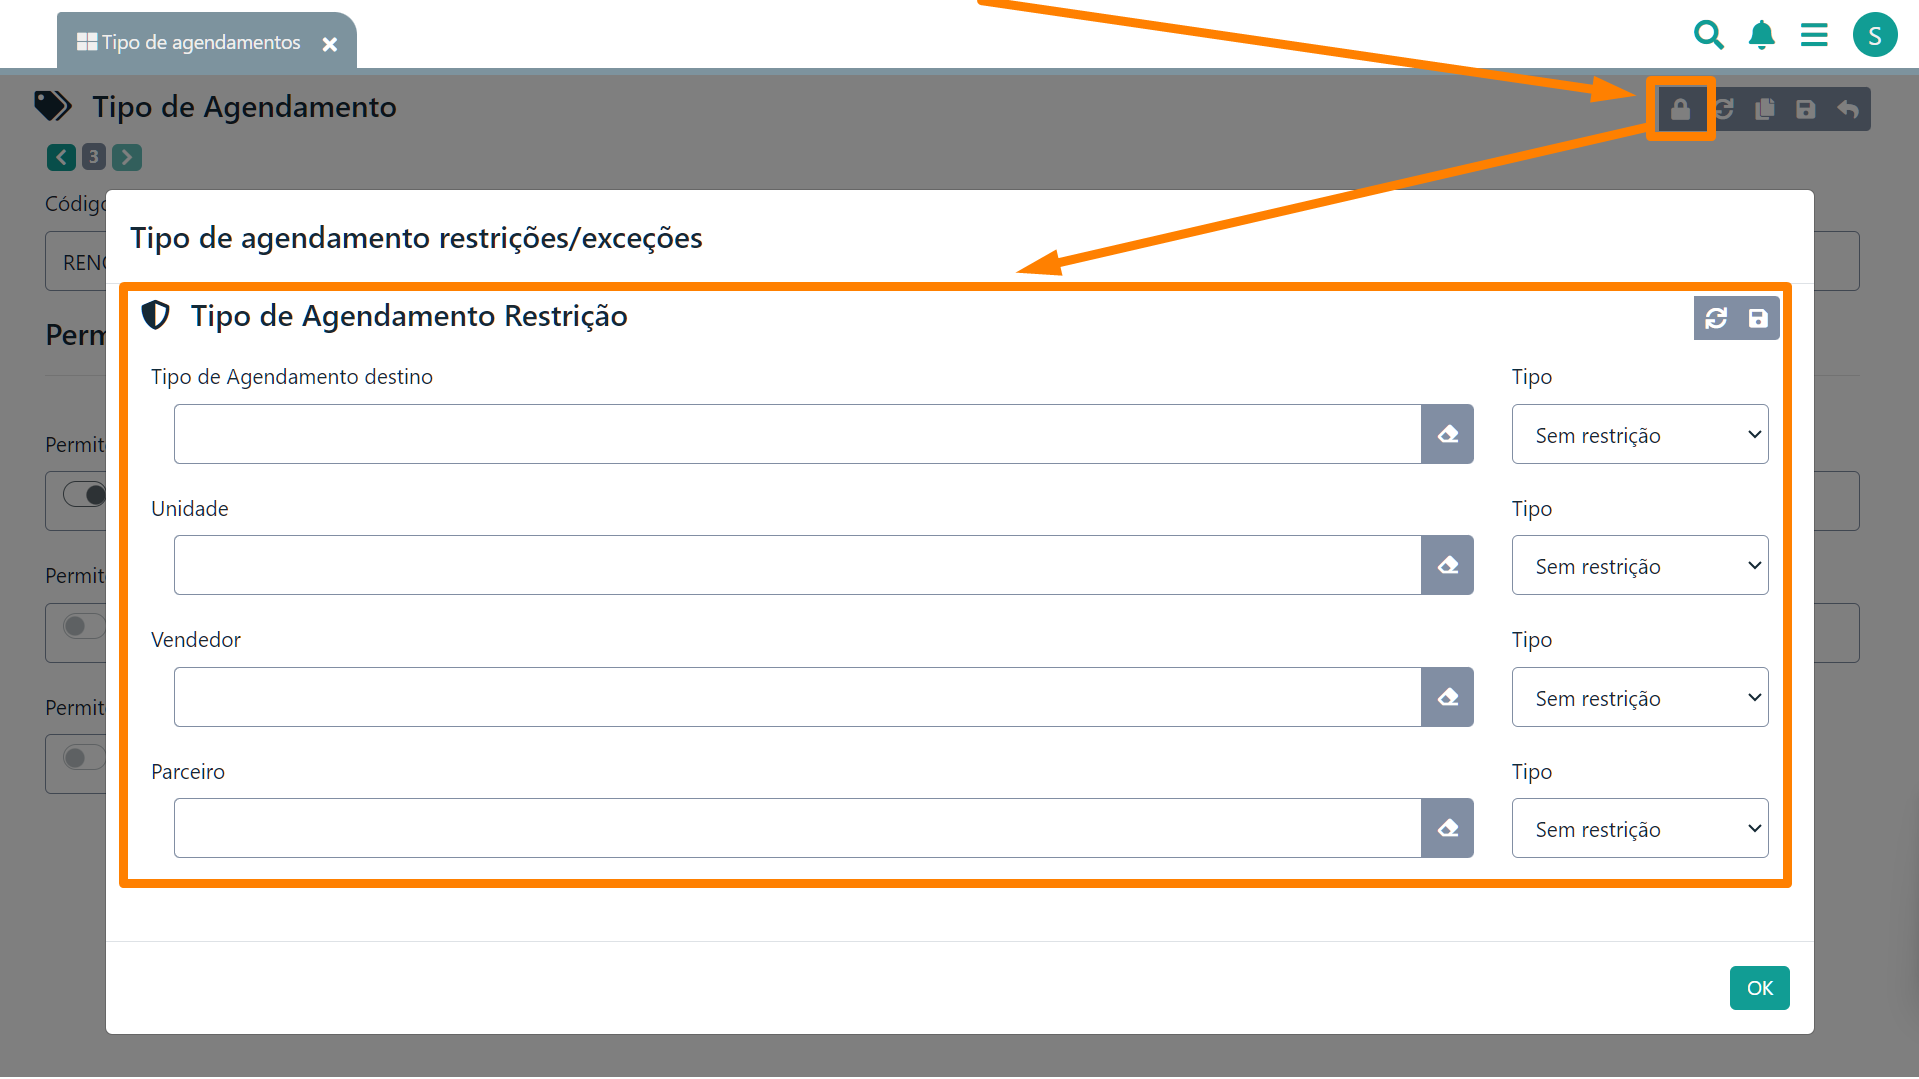 Tipo de agendamentos
S
Tipo de Agendamento
3
Código
RENO
Tipo de agendamento restrições/exceções
Perm
Tipo de Agendamento Restrição
Tipo de Agendamento destino
Tipo
Sem restrição
Permit
Unidade
Tipo
Sem restrição
Permit
Vendedor
Tipo
Sem restrição
Permit
Parceiro
Tipo
Sem restrição
OK